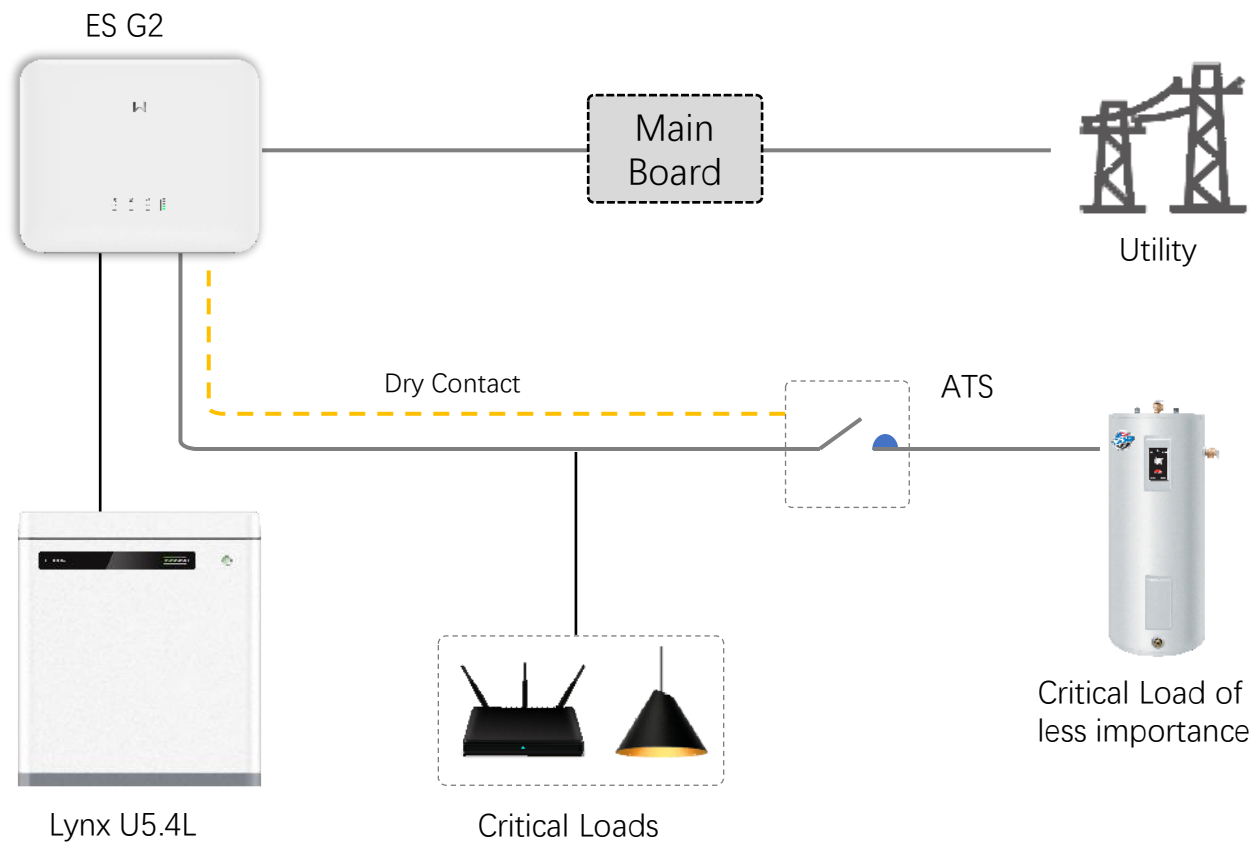 ES G2
Main
Board
Utility
Dry Contact
ATS
Critical Load of
less importance
Lynx U5.4L
Critical Loads